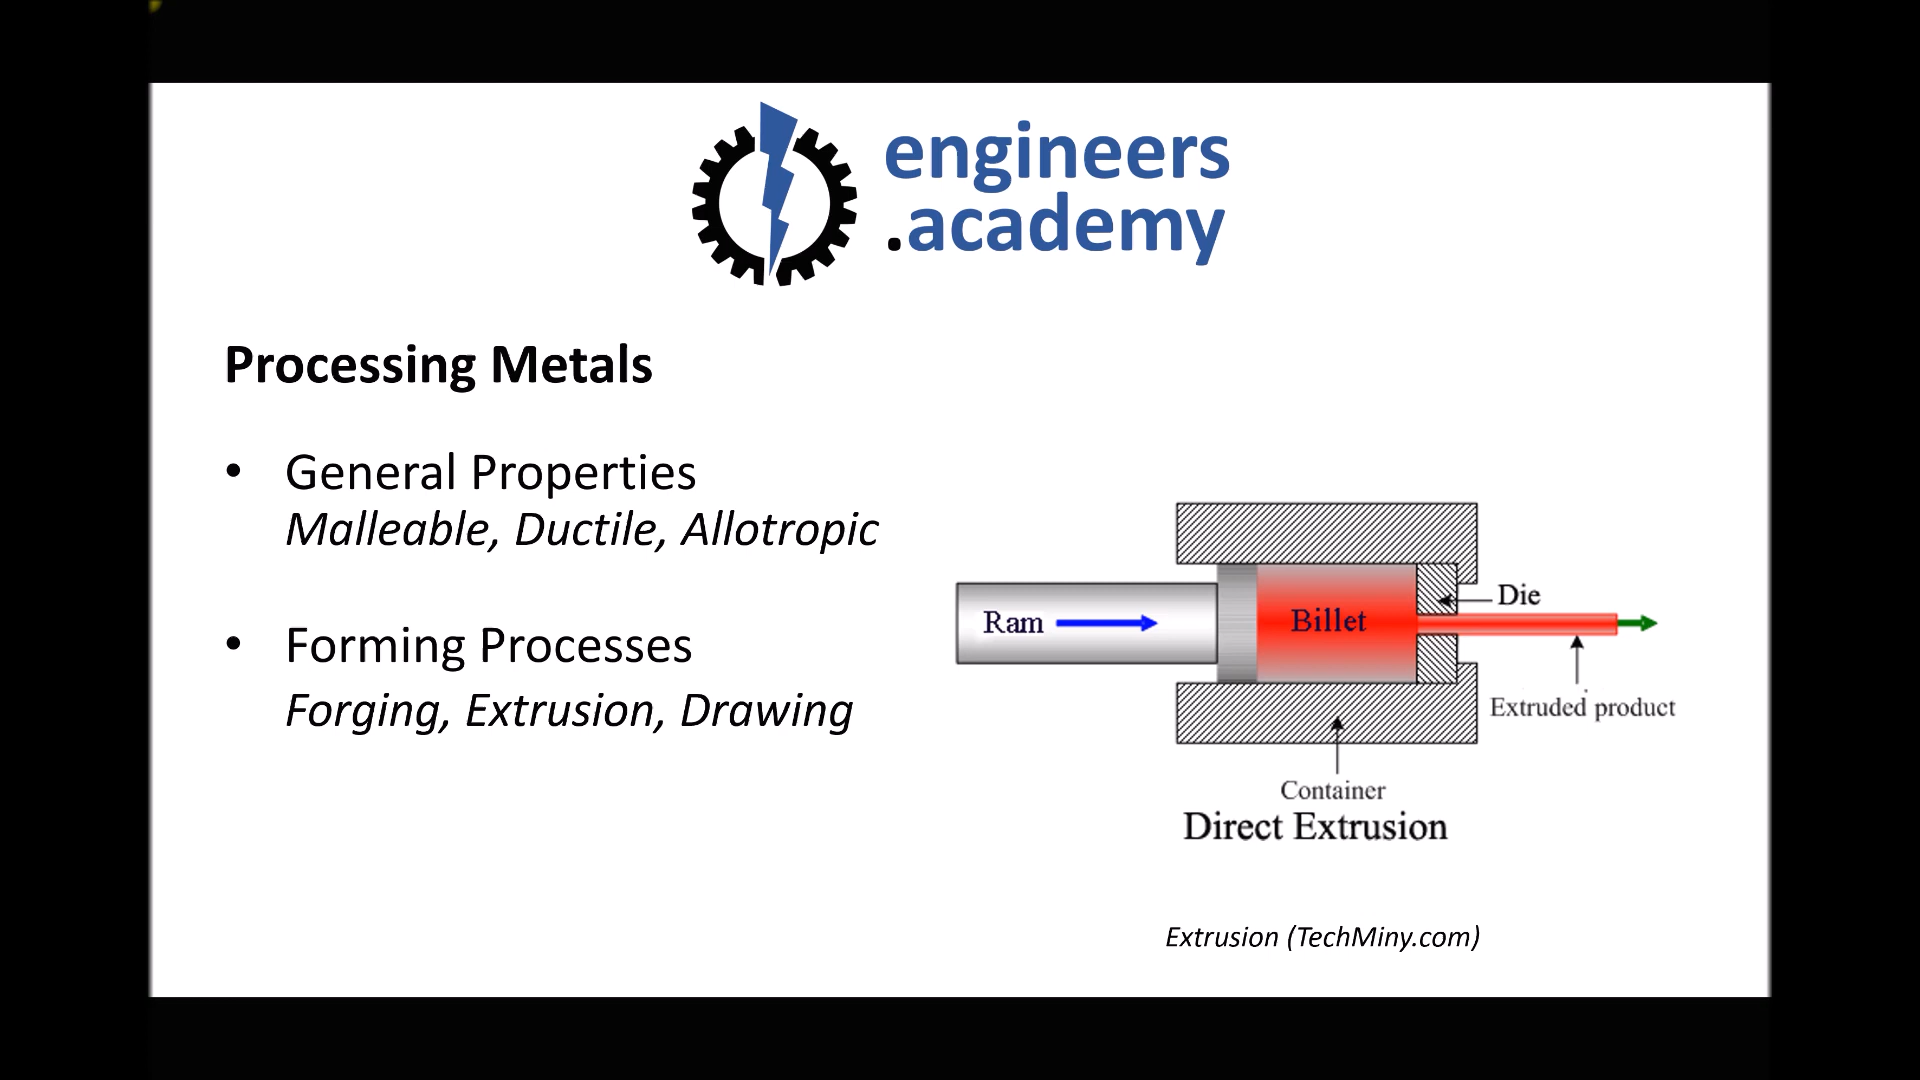 engineers
.academy
Processing Metals
• General Properties
Malleable, Ductile, Allotropic
• Forming Processes
Forging, Extrusion, Drawing
Ram
Billet
Die
Extruded product
Container
Direct Extrusion
Extrusion (TechMiny.com)